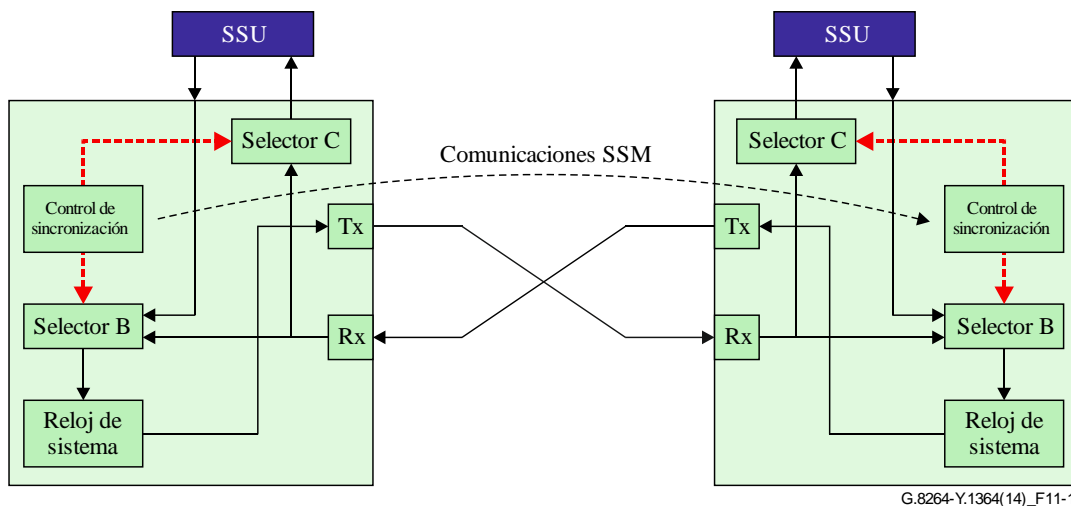 SSU
SSU
Selector C
Selector C
Comunicaciones SSM
Control de
sincronización
Control de
sincronización
Tx
Tx
Selector B
Rx
Rx
Selector B
Reloj de
sistema
Reloj de
sistema
G.8264-Y.1364(14)_F11-1